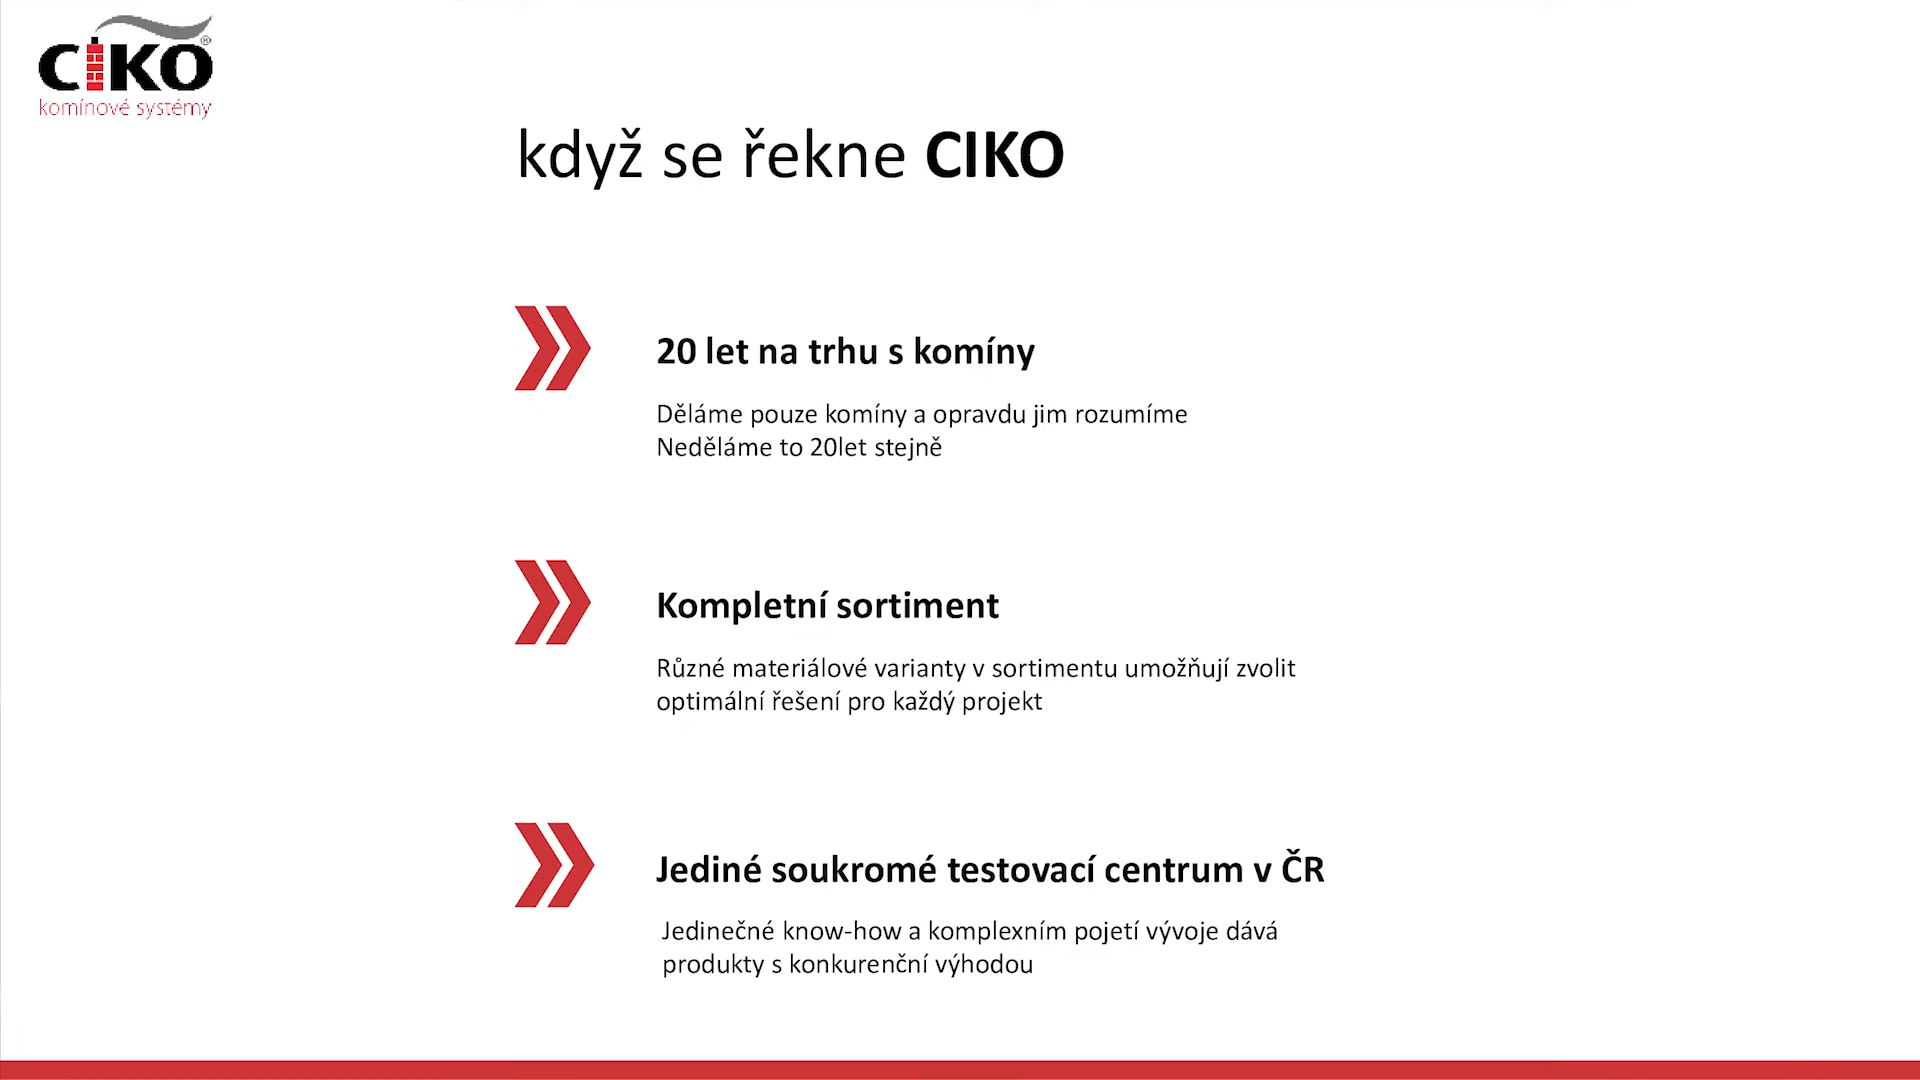 CIKO®
komínové systémy
když se řekne CIKO
20 let na trhu s komíny
Děláme pouze komíny a opravdu jim rozumíme
Neděláme to 20let stejně
Kompletní sortiment
Různé materiálové varianty v sortimentu umožňují zvolit
optimální řešení pro každý projekt
Jediné soukromé testovací centrum v ČR
Jedinečné know-how a komplexním pojetí vývoje dává
produkty s konkurenční výhodou